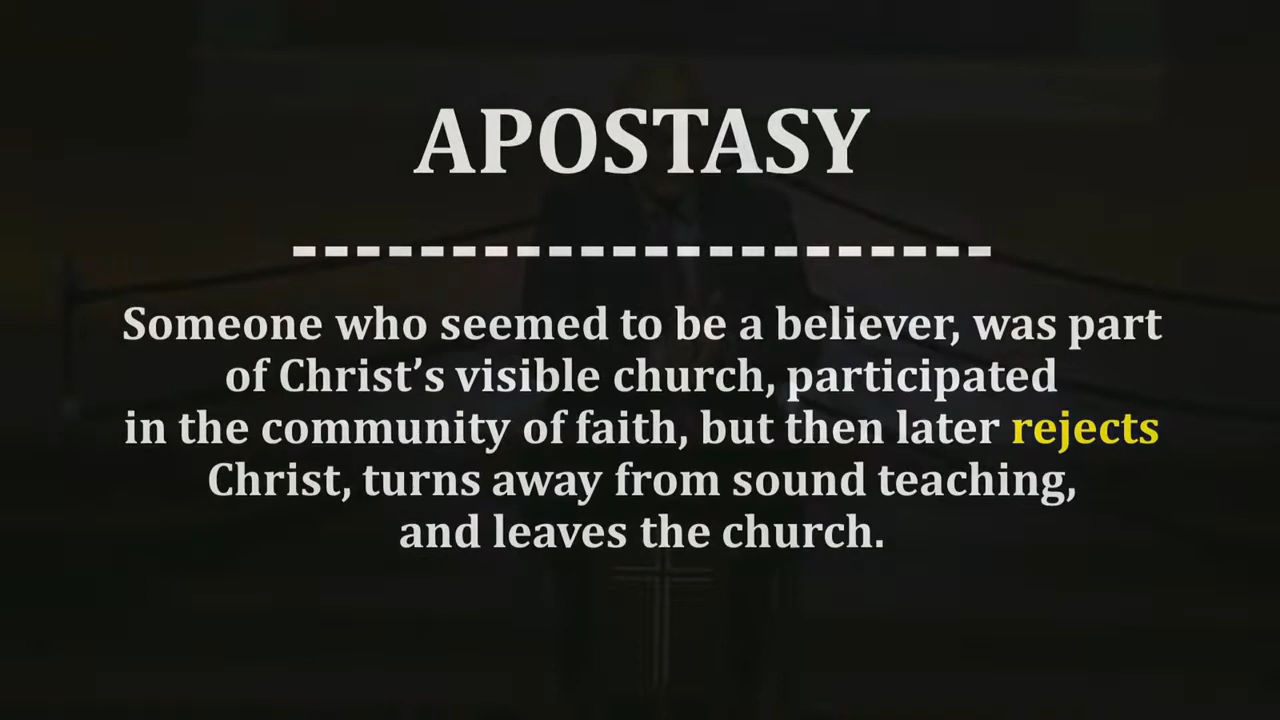 APOSTASY
Someone who seemed to be a believer, was part
of Christ’s visible church, participated
in the community of faith, but then later rejects
Christ, turns away from sound teaching,
and leaves the church.